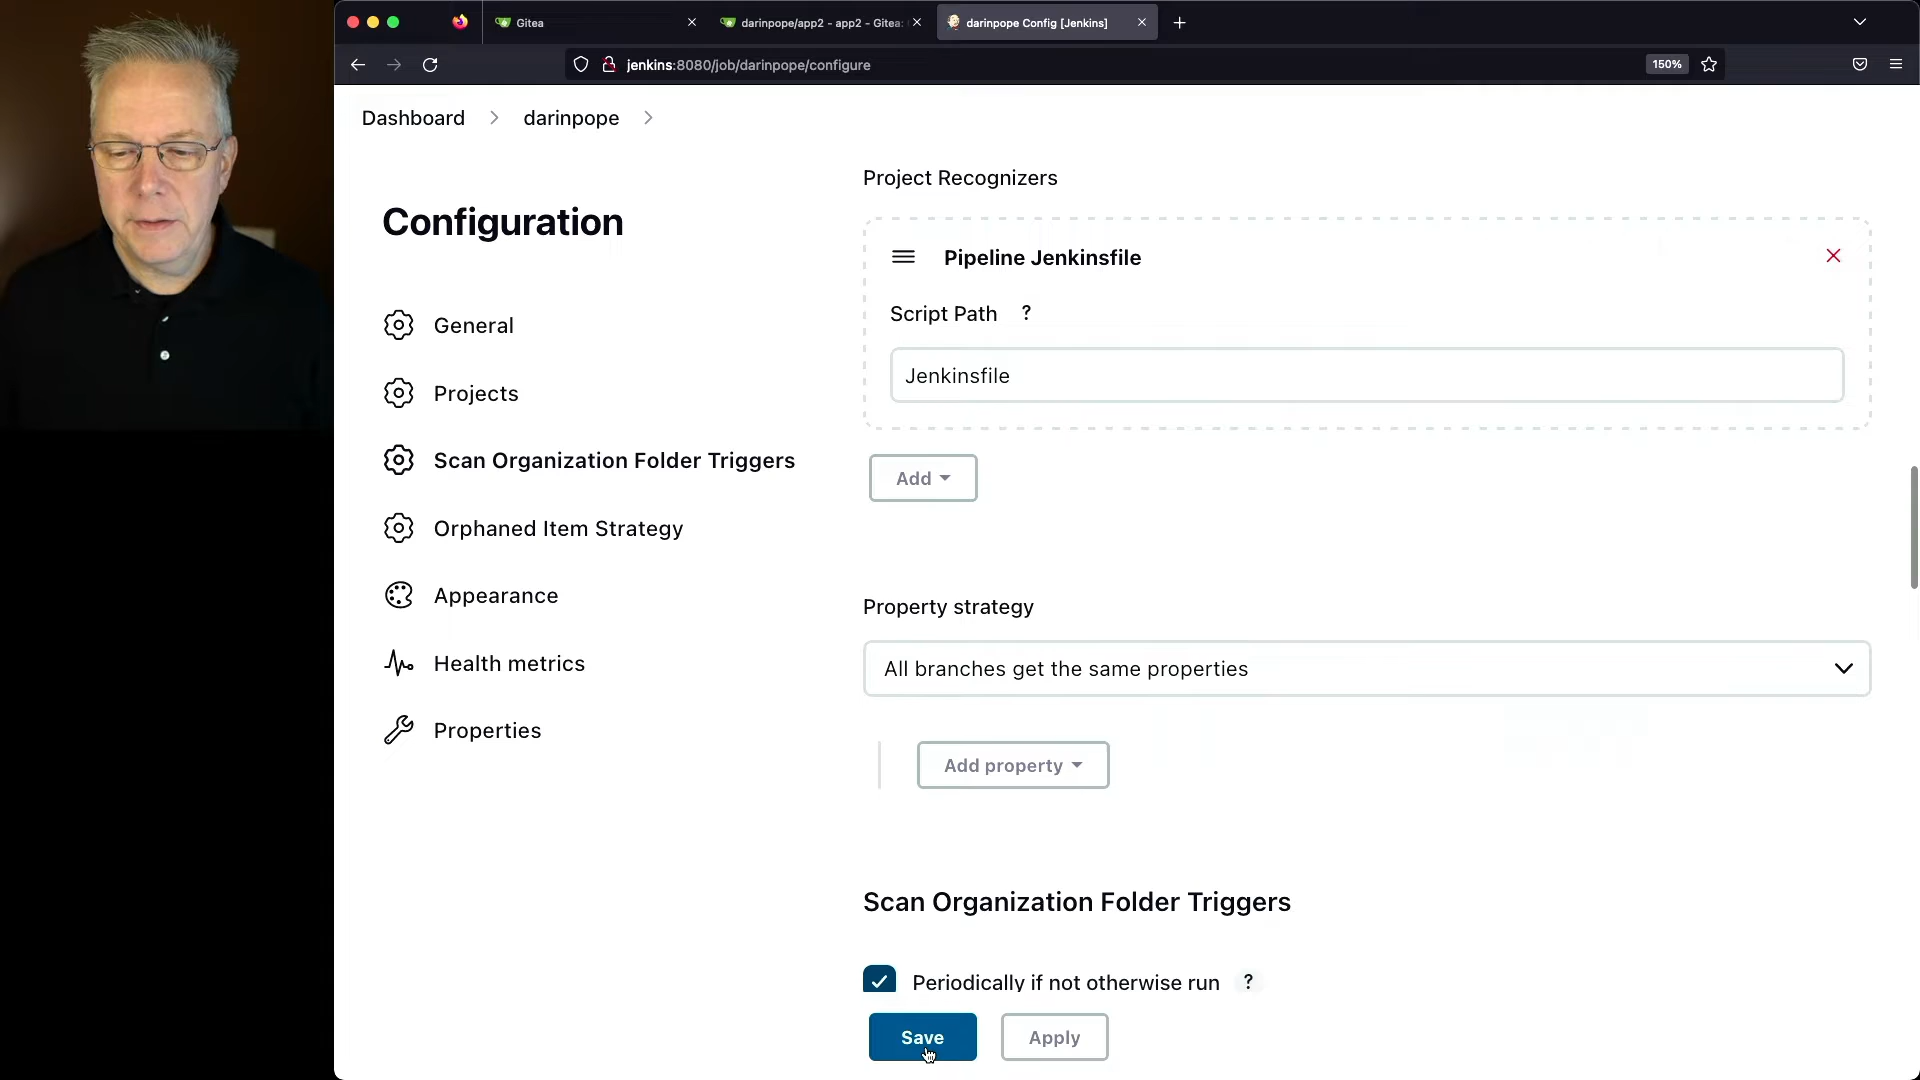 Gitea
darinpope/app2 - app2 - Gitea:
darinpope Config [Jenkins]
jenkins:8080/job/darinpope/configure
150%
Dashboard
darinpope
Configuration
General
Projects
Scan Organization Folder Triggers
Orphaned Item Strategy
Appearance
Health metrics
Properties
Project Recognizers
Pipeline Jenkinsfile
Script Path ?
Jenkinsfile
Add
Property strategy
All branches get the same properties
Add property
Scan Organization Folder Triggers
Periodically if not otherwise run ?
Save
Apply